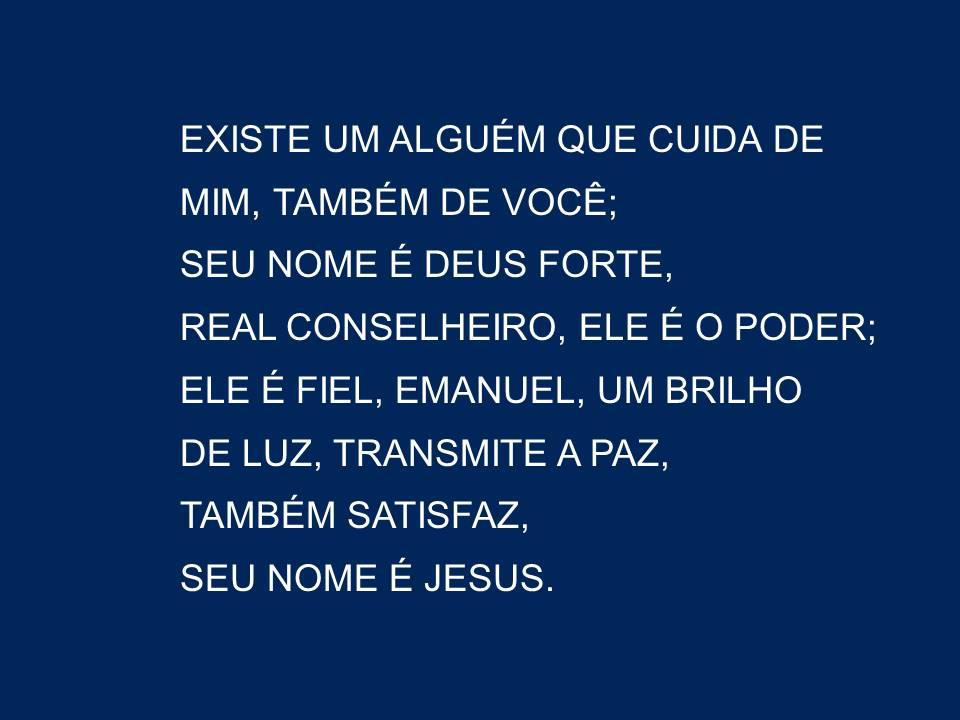 EXISTE UM ALGUÉM QUE CUIDA DE
MIM, TAMBÉM DE VOCÊ;
SEU NOME É DEUS FORTE,
REAL CONSELHEIRO, ELE É O PODER;
ELE É FIEL, EMANUEL, UM BRILHO
DE LUZ, TRANSMITE A PAZ,
TAMBÉM SATISFAZ,
SEU NOME É JESUS.